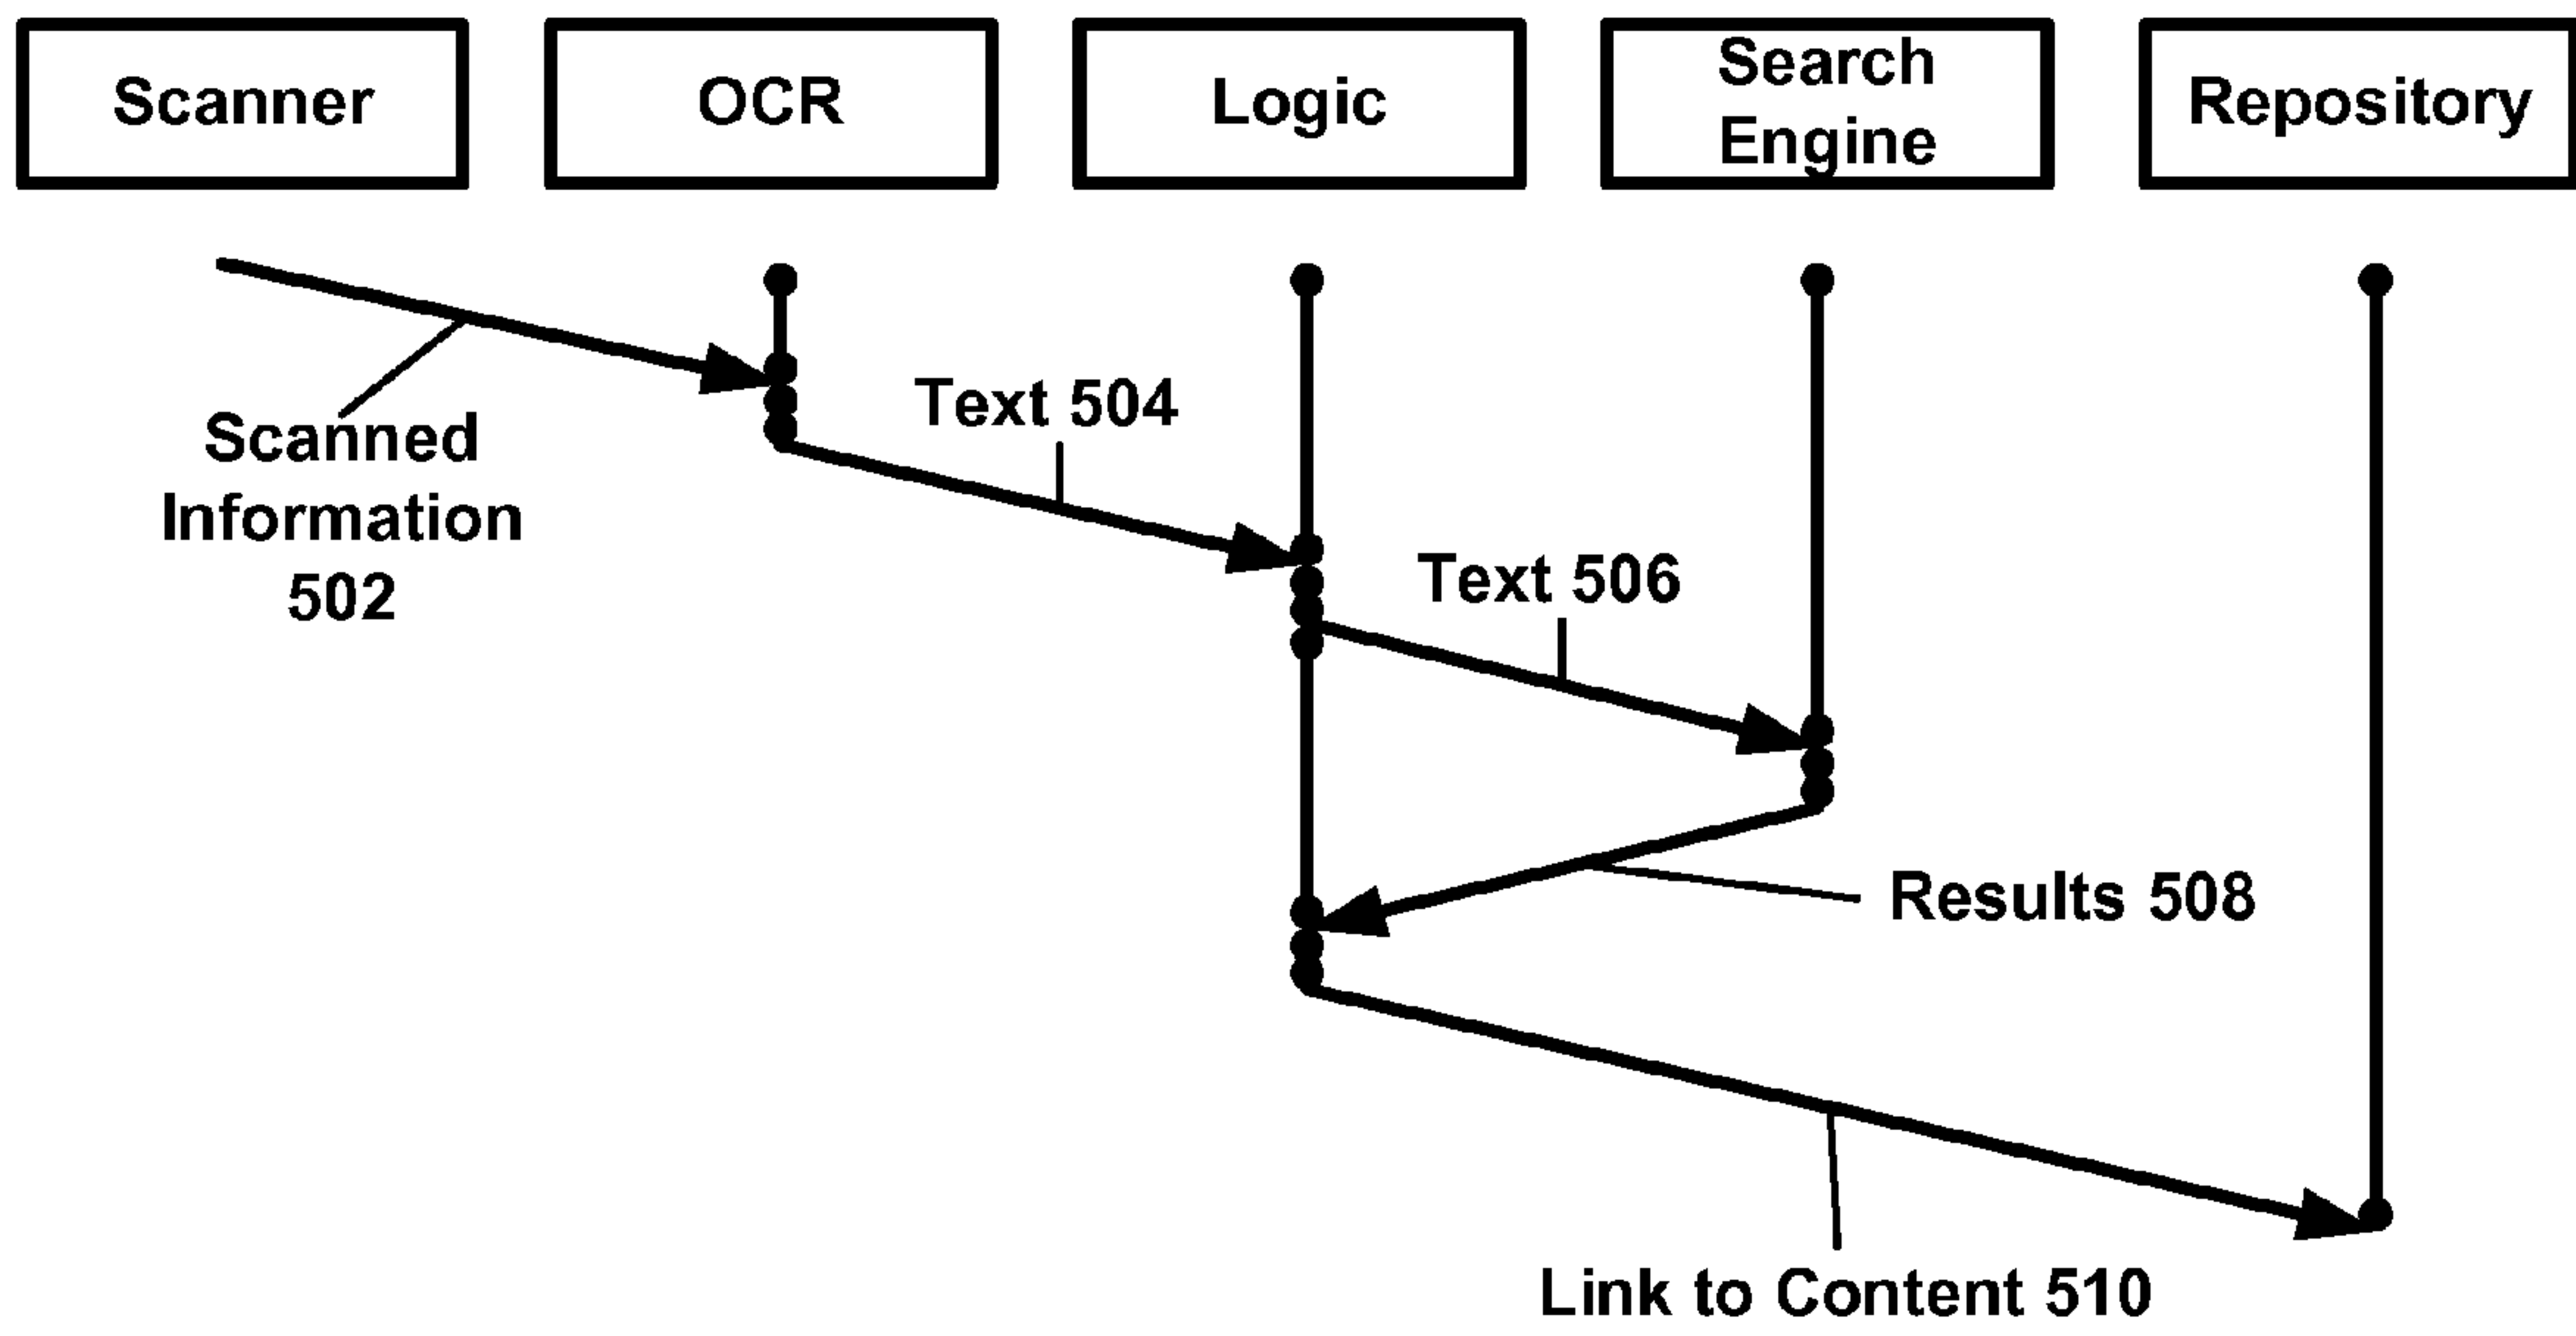 Scanner
OCR
Logic
Search
Engine
Repository
Scanned
Information
502
Text 504
Text 506
Results 508
Link to Content 510